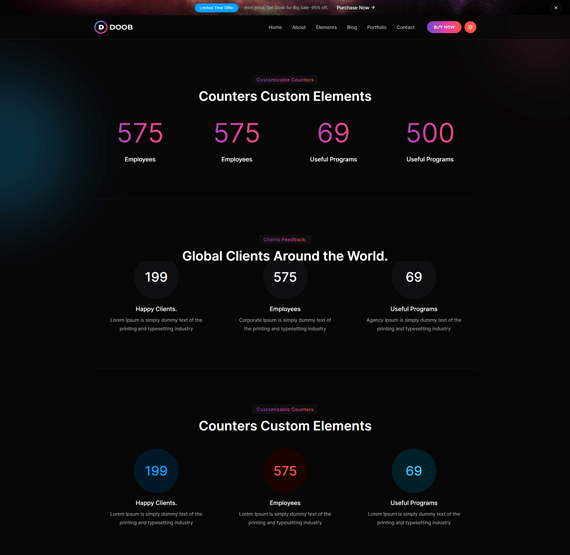 Limited Time Offer
Intro price. Get Doob for Big Sale -95% off.
Purchase Now →
DOOB
Home
About
Elements
Blog
Portfolio
Contact
BUY NOW
Customizable Counters
Counters Custom Elements
575
575
69
500
Employees
Employees
Useful Programs
Useful Programs
Clients Feedback.
Global Clients Around the World.
199
575
69
Happy Clients.
Employees
Useful Programs
Lorem Ipsum is simply dummy text of the
printing and typesetting industry
Corporate Ipsum is simply dummy text of
the printing and typesetting industry
Agency Ipsum is simply dummy text of the
printing and typesetting industry
Customizable Counters
Counters Custom Elements
199
575
69
Happy Clients.
Employees
Useful Programs
Lorem Ipsum is simply dummy text of the
printing and typesetting industry
Lorem Ipsum is simply dummy text of the
printing and typesetting industry
Lorem Ipsum is simply dummy text of the
printing and typesetting industry